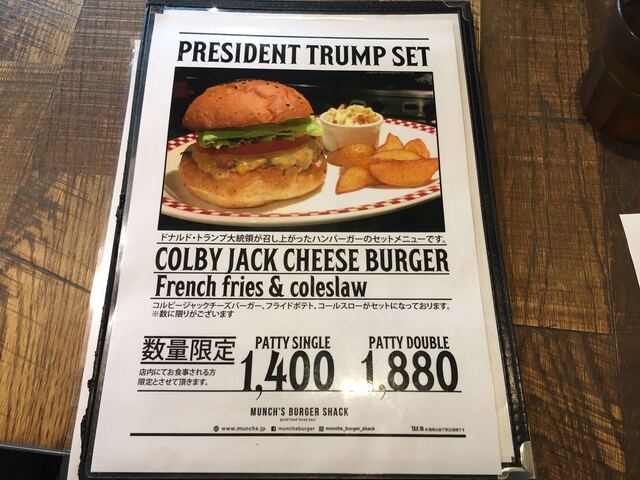 PRESIDENT TRUMP SET
ドナルド・トランプ大統領が召し上がったハンバーガーのセットメニューです。
COLBY JACK CHEESE BURGER
French fries & coleslaw
コルビージャックチーズバーガー、フライドポテト、コールスローがセットになっております。
※数に限りがございます
数量限定
店内にてお食事される方
限定とさせて頂きます。
PATTY SINGLE
1,400
PATTY DOUBLE
1,880
MUNCH'S BURGER SHACK
good food loves you!
www.munchs.jp munchsburger munchs_burger_shack
TAX IN